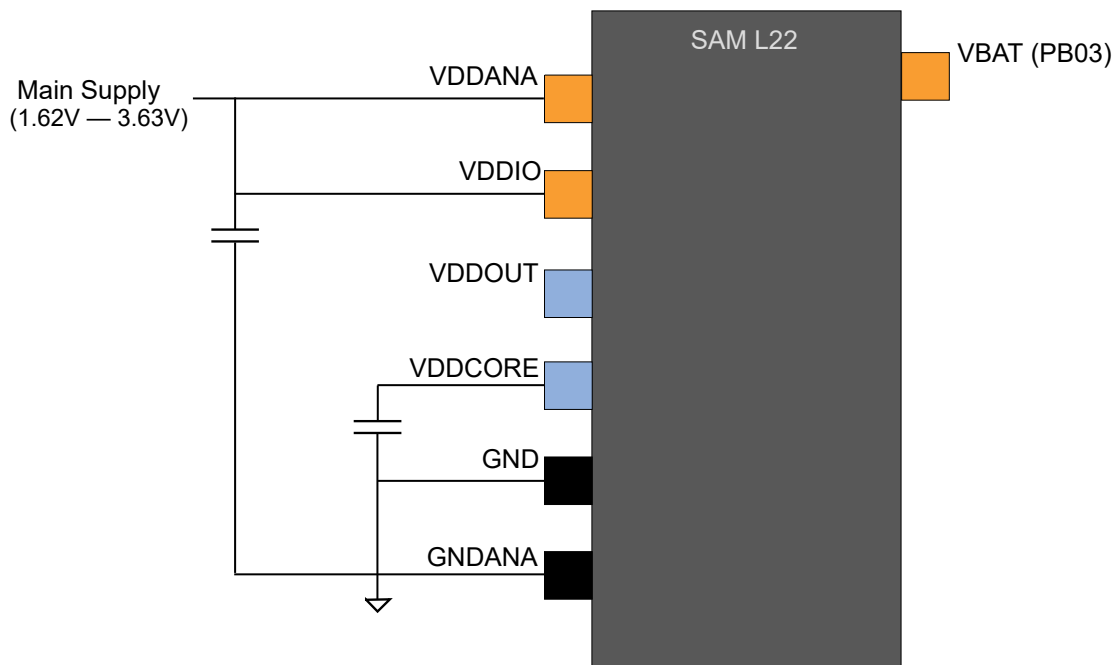 SAM L22
VBAT (PB03)
VDDANA
Main Supply
(1.62V — 3.63V)
VDDIO
VDDOUT
VDDCORE
GND
GNDANA